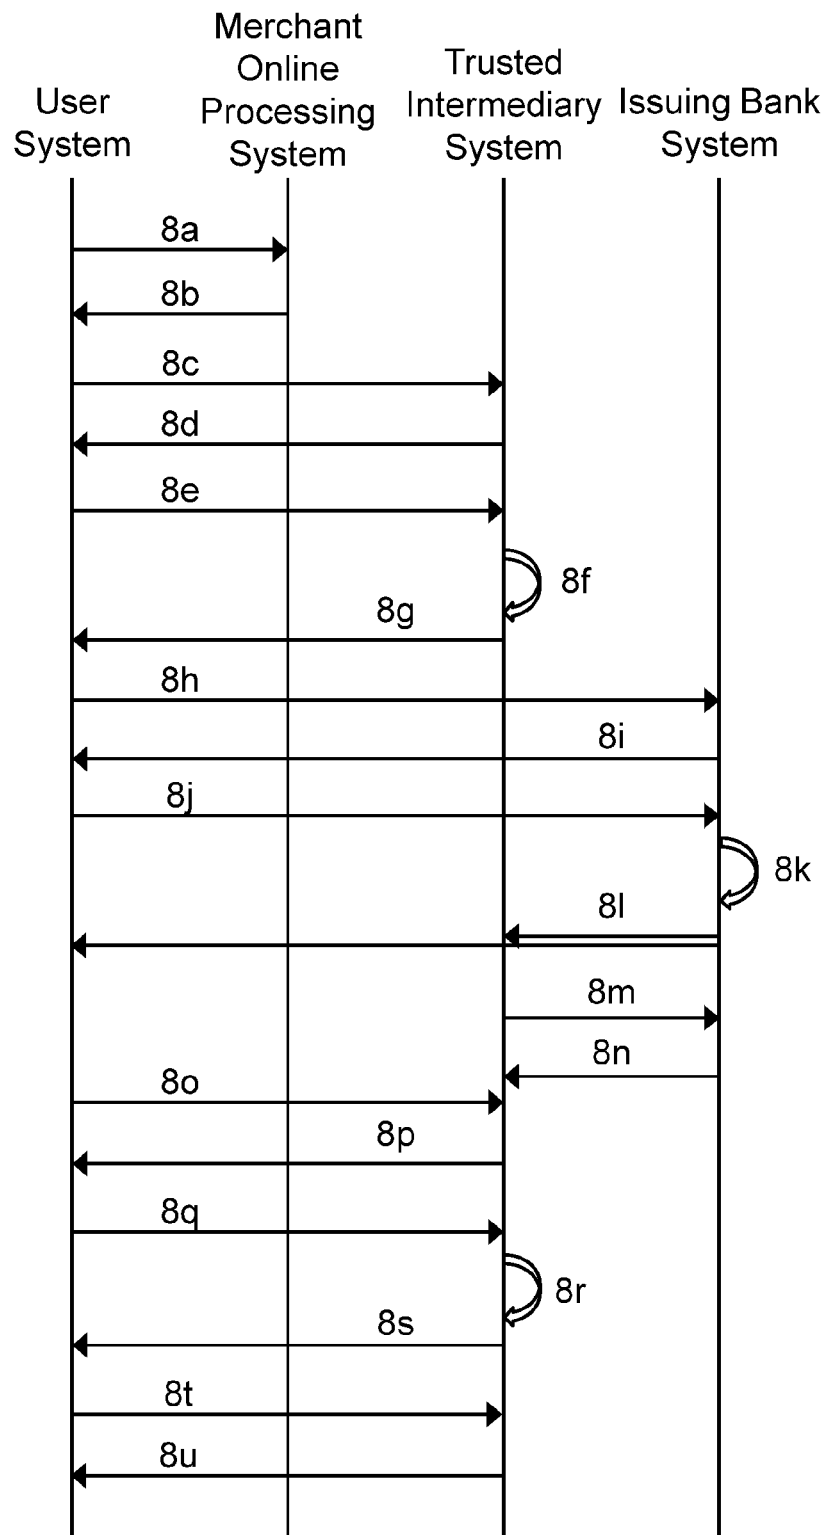 User
System
Merchant
Online
Processing
System
Trusted
Intermediary
System
Issuing Bank
System
8a
8b
8c
8d
8e
8f
8g
8h
8i
8j
8k
8l
8m
8n
8o
8p
8q
8r
8s
8t
8u